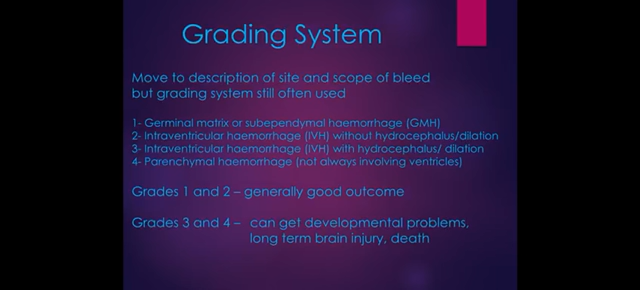 Grading System
Move to description of site and scope of bleed
but grading system still often used
1- Germinal matrix or subependymal haemorrhage (GMH)
2- Intraventricular haemorrhage (IVH) without hydrocephalus/dilation
3- Intraventricular haemorrhage (IVH) with hydrocephalus/ dilation
4- Parenchymal haemorrhage (not always involving ventricles)
Grades 1 and 2 – generally good outcome
Grades 3 and 4 – can get developmental problems,
long term brain injury, death